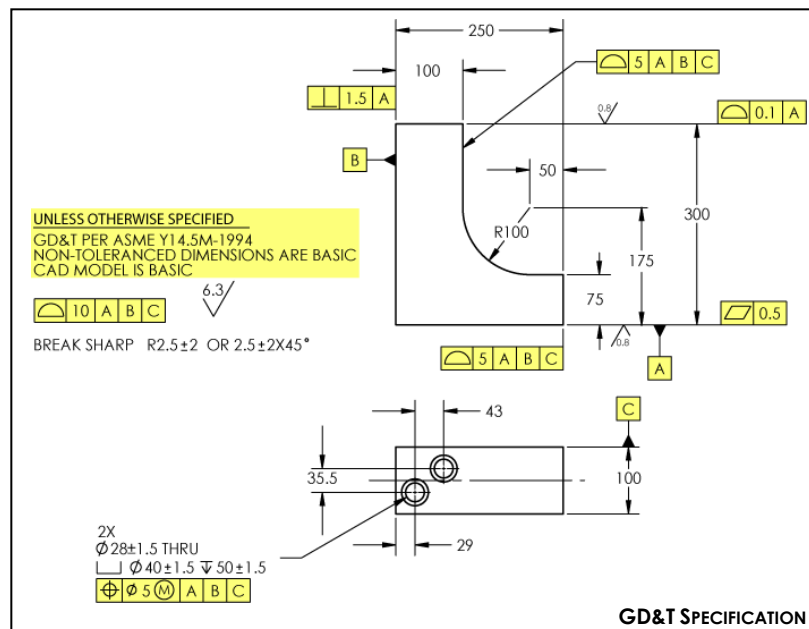 250
100
⌓ 5 A B C
⊥ 1.5 A
0.8
⌓ 0.1 A
B
50
UNLESS OTHERWISE SPECIFIED
GD&T PER ASME Y14.5M-1994
NON-TOLERANCED DIMENSIONS ARE BASIC
CAD MODEL IS BASIC
R100
300
175
6.3
75
⌓ 10 A B C
⏥ 0.5
BREAK SHARP R2.5±2 OR 2.5±2X45°
0.8
⌓ 5 A B C
A
43
C
35.5
100
2X
Ø28±1.5 THRU
⌴ Ø40±1.5 ↧50±1.5
29
⌖ Ø5 Ⓜ A B C
GD&T SPECIFICATION